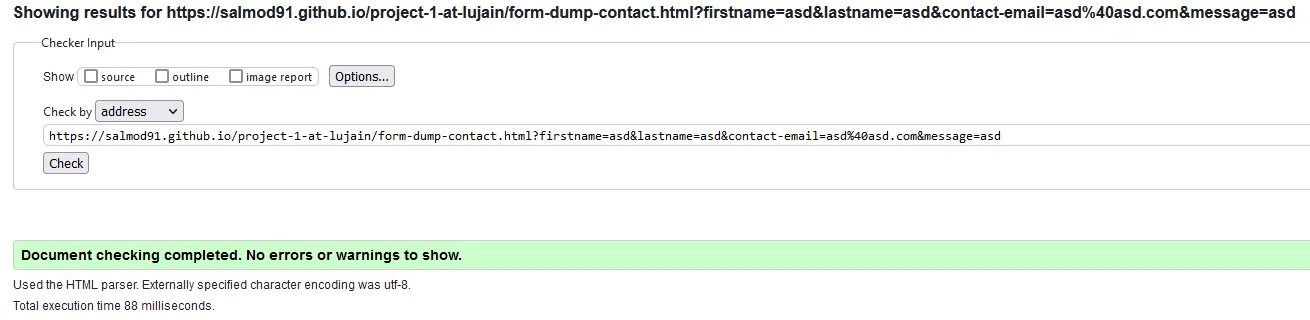 Showing results for https://salmod91.github.io/project-1-at-lujain/form-dump-contact.html?firstname=asd&lastname=asd&contact-email=asd%40asd.com&message=asd
Checker Input
Show source outline image report Options...
Check by address
https://salmod91.github.io/project-1-at-lujain/form-dump-contact.html?firstname=asd&lastname=asd&contact-email=asd%40asd.com&message=asd
Check
Document checking completed. No errors or warnings to show.
Used the HTML parser. Externally specified character encoding was utf-8.
Total execution time 88 milliseconds.